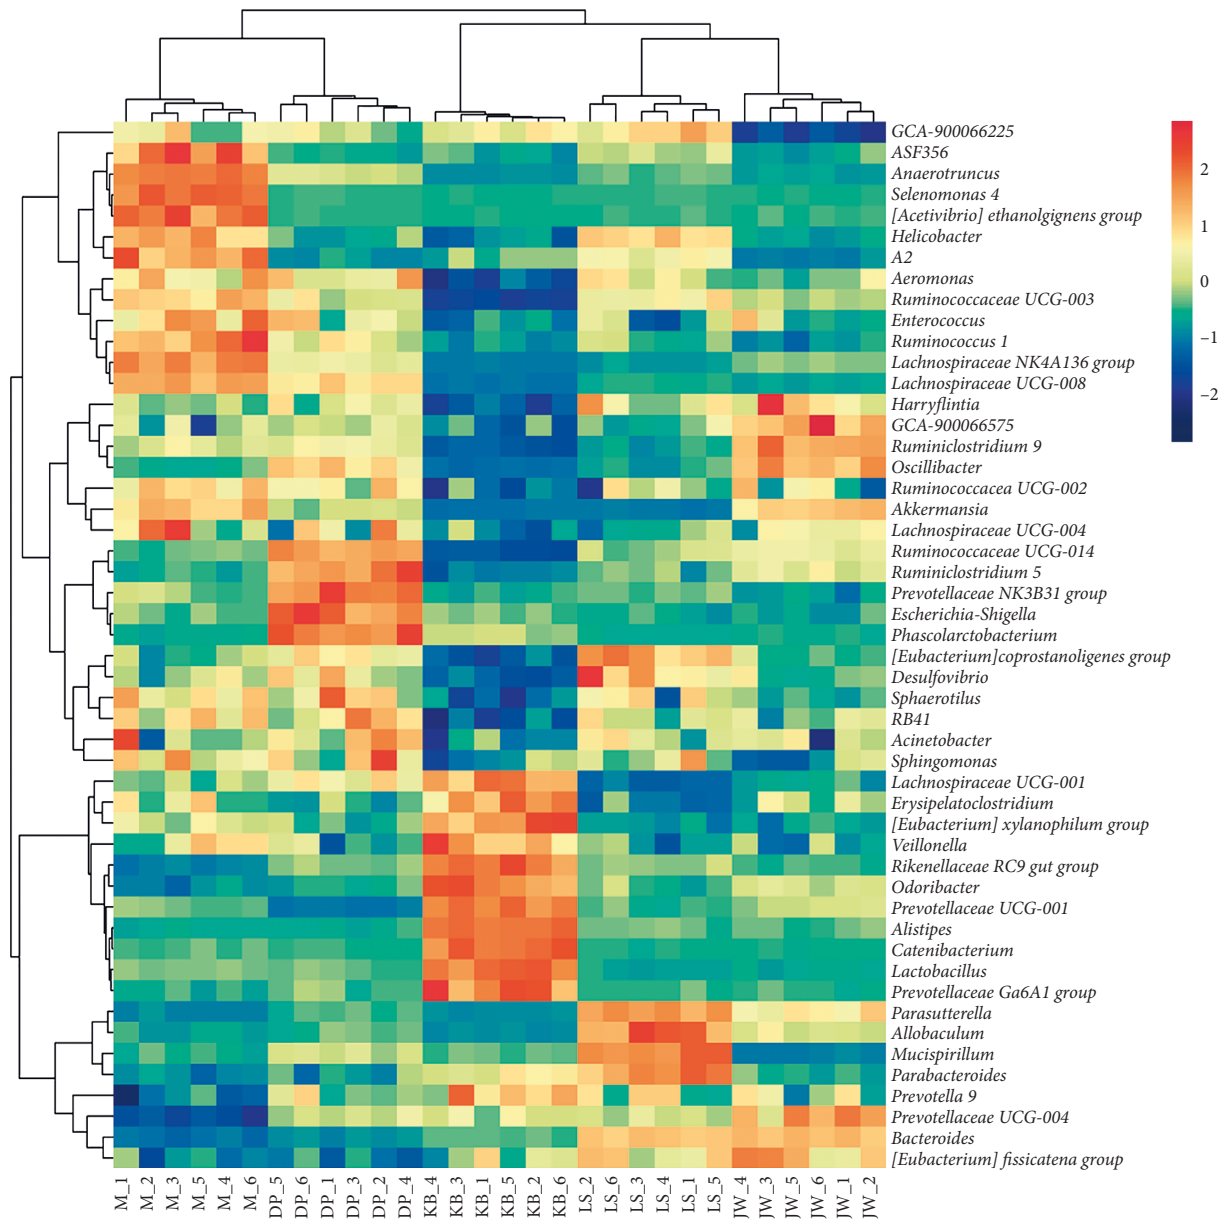 GCA-900066225
ASF356
Anaerotruncus
Selenomonas 4
[Acetivibrio] ethanolgignens group
Helicobacter
A2
Aeromonas
Ruminococcaceae UCG-003
Enterococcus
Ruminococcus 1
Lachnospiraceae NK4A136 group
Lachnospiraceae UCG-008
Harryflintia
GCA-900066575
Ruminiclostridium 9
Oscillibacter
Ruminococcacea UCG-002
Akkermansia
Lachnospiraceae UCG-004
Ruminococcaceae UCG-014
Ruminiclostridium 5
Prevotellaceae NK3B31 group
Escherichia-Shigella
Phascolarctobacterium
[Eubacterium]coprostanoligenes group
Desulfovibrio
Sphaerotilus
RB41
Acinetobacter
Sphingomonas
Lachnospiraceae UCG-001
Erysipelatoclostridium
[Eubacterium] xylanophilum group
Veillonella
Rikenellaceae RC9 gut group
Odoribacter
Prevotellaceae UCG-001
Alistipes
Catenibacterium
Lactobacillus
Prevotellaceae Ga6A1 group
Parasutterella
Allobaculum
Mucispirillum
Parabacteroides
Prevotella 9
Prevotellaceae UCG-004
Bacteroides
[Eubacterium] fissicatena group
2
1
0
−1
−2
M_1
M_2
M_3
M_5
M_4
M_6
DP_5
DP_6
DP_1
DP_3
DP_2
DP_4
KB_4
KB_3
KB_1
KB_5
KB_2
KB_6
LS_2
LS_6
LS_3
LS_4
LS_1
LS_5
JW_4
JW_3
JW_5
JW_6
JW_1
JW_2